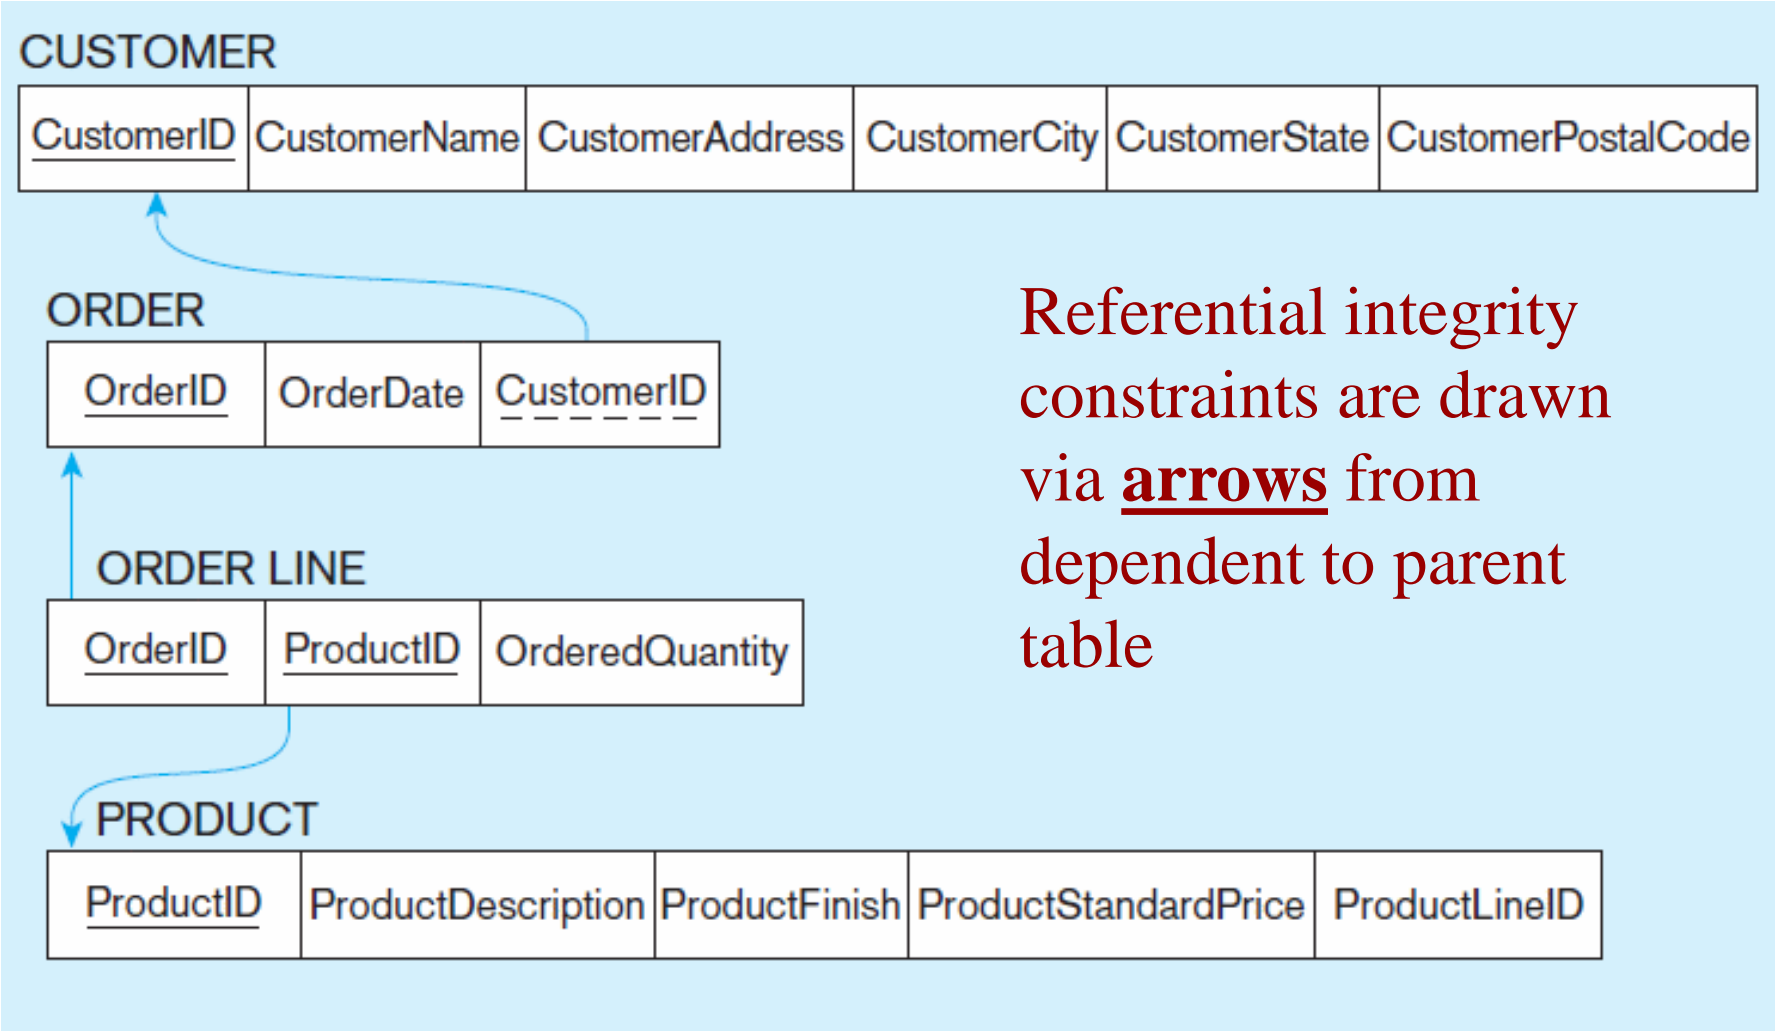 CUSTOMER
CustomerID CustomerName CustomerAddress CustomerCity CustomerState CustomerPostalCode
ORDER
OrderID OrderDate CustomerID
ORDER LINE
OrderID ProductID OrderedQuantity
PRODUCT
ProductID ProductDescription ProductFinish ProductStandardPrice ProductLineID
Referential integrity
constraints are drawn
via arrows from
dependent to parent
table